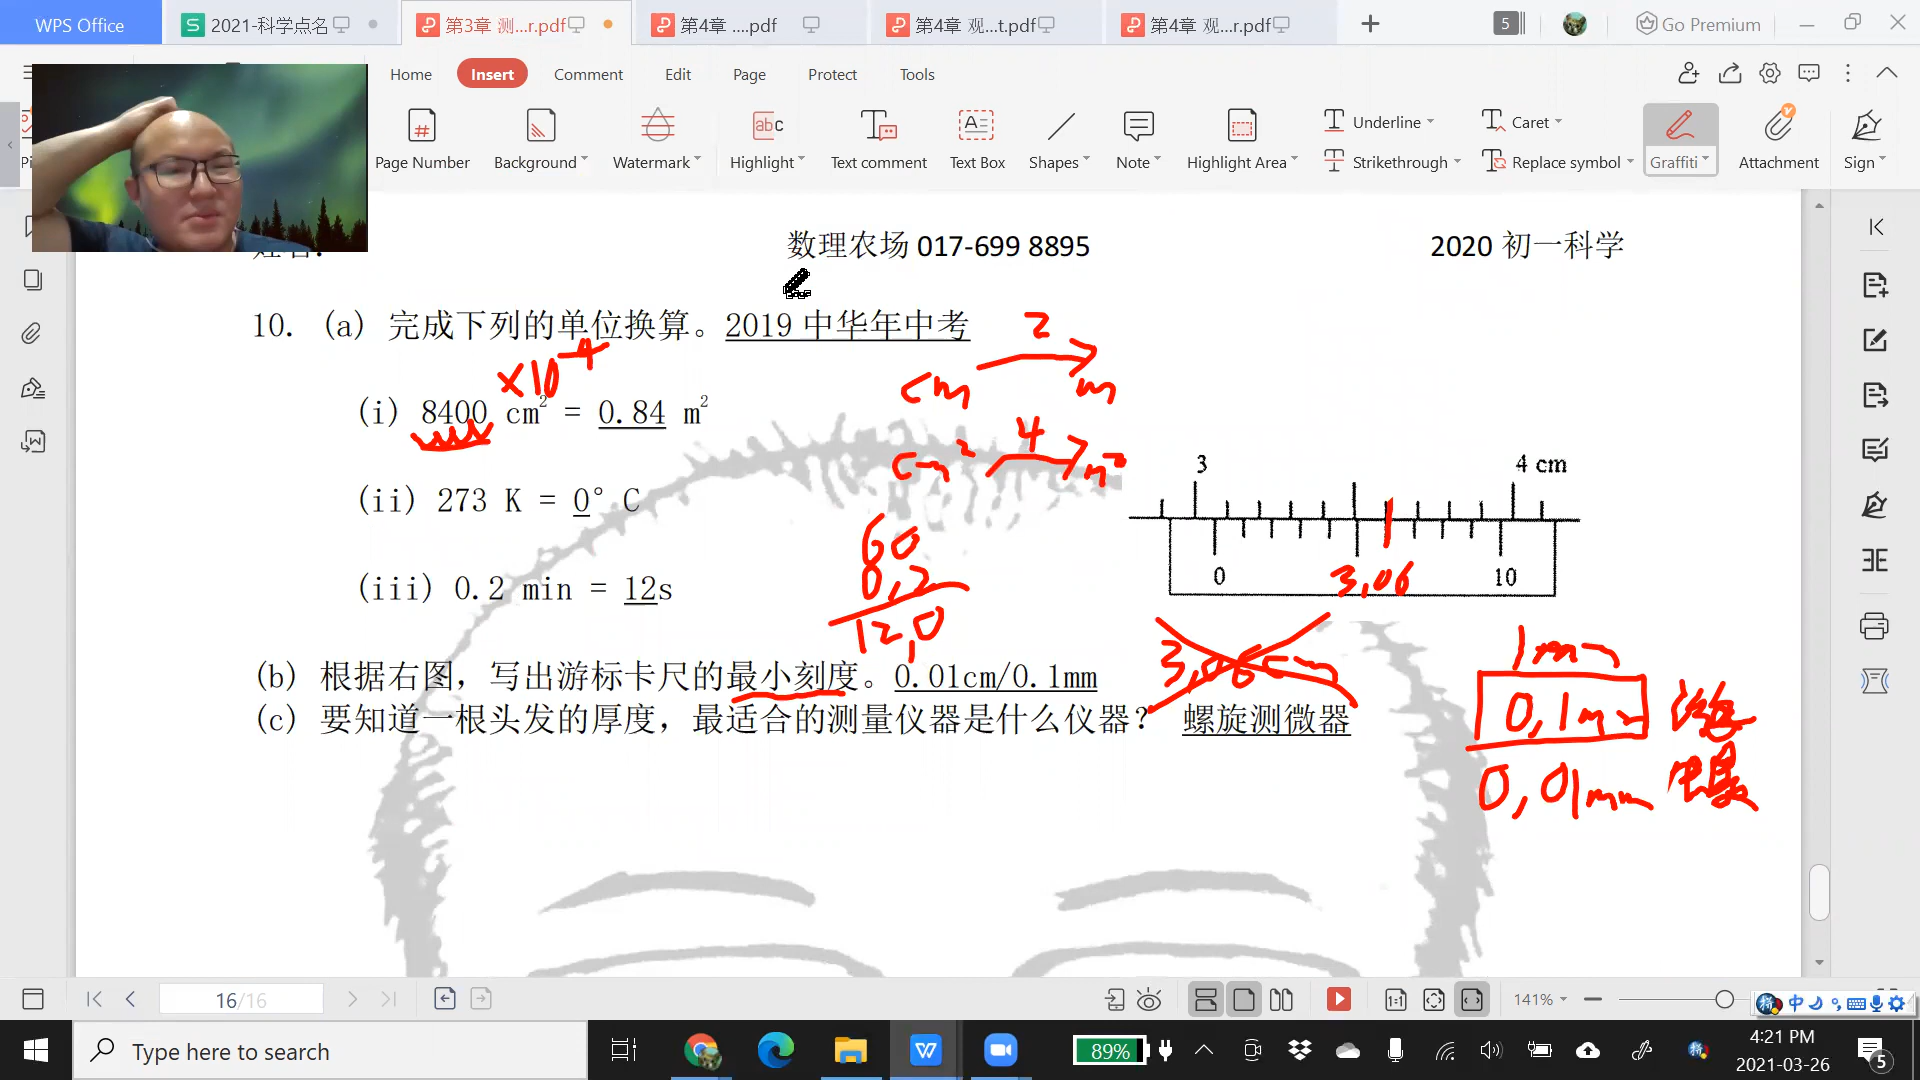 WPS Office
2021-科学点名
第3章 测...r.pdf
第4章 ....pdf
第4章 观...t.pdf
第4章 观...r.pdf
5
Go Premium
Home
Insert
Comment
Edit
Page
Protect
Tools
Page Number
Background
Watermark
Highlight
Text comment
Text Box
Shapes
Note
Highlight Area
Underline
Strikethrough
Caret
Replace symbol
Graffiti
Attachment
Sign
数理农场 017-699 8895
2020 初一科学
10. (a) 完成下列的单位换算。2019 中华年中考
×10⁻⁴
(i) 8400 cm² = 0.84 m²
2
cm m
4
cm² m²
(ii) 273 K = 0° C
(iii) 0.2 min = 12s
60
0,2
12,0
3 4 cm
0 10
3,06
3,06cm
(b) 根据右图，写出游标卡尺的最小刻度。0.01cm/0.1mm
(c) 要知道一根头发的厚度，最适合的测量仪器是什么仪器？ 螺旋测微器
1mm
0,1mm
0,01mm
16/16
141%
中
Type here to search
89%
4:21 PM
2021-03-26
5